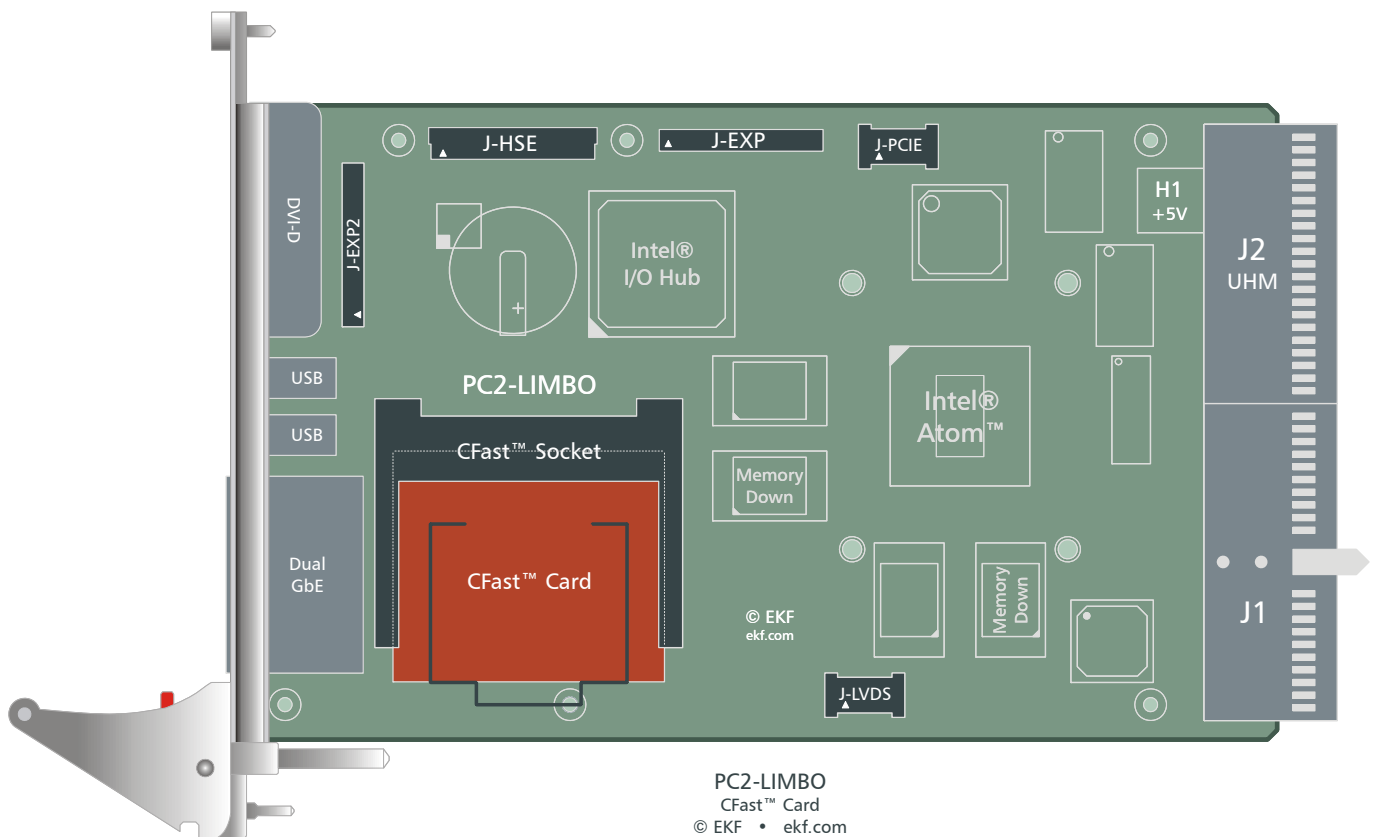 J-HSE
J-EXP
J-PCIE
H1
+5V
DVI-D
J-EXP2
Intel®
I/O Hub
J2
UHM
+
USB
PC2-LIMBO
Intel®
Atom™
USB
CFast™ Socket
Memory
Down
Dual
GbE
CFast™ Card
Memory
Down
© EKF
ekf.com
J1
J-LVDS
PC2-LIMBO
CFast™ Card
© EKF • ekf.com